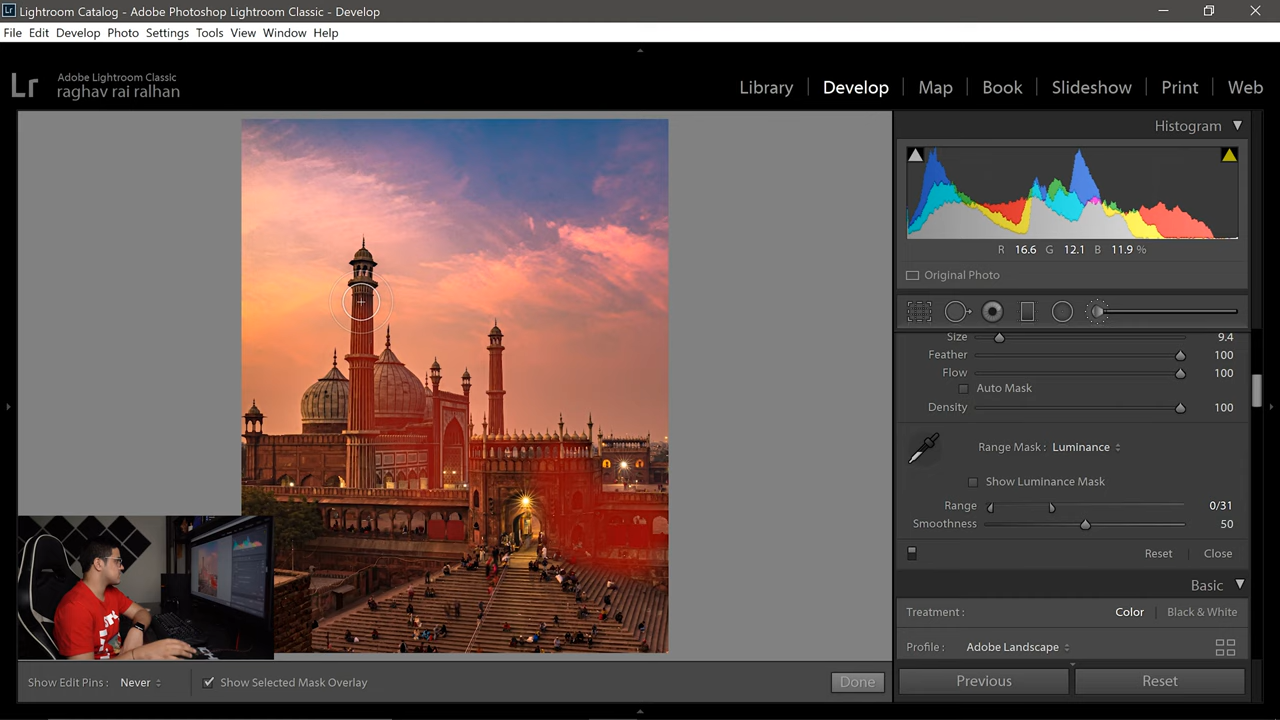 Lr Lightroom Catalog - Adobe Photoshop Lightroom Classic - Develop
File Edit Develop Photo Settings Tools View Window Help
Lr Adobe Lightroom Classic
raghav rai ralhan
Library Develop Map Book Slideshow Print Web
Histogram
R 16.6 G 12.1 B 11.9 %
Original Photo
Size 9.4
Feather 100
Flow 100
Auto Mask
Density 100
Range Mask : Luminance
Show Luminance Mask
Range 0/31
Smoothness 50
Reset Close
Basic
Treatment : Color Black & White
Profile : Adobe Landscape
Show Edit Pins : Never Show Selected Mask Overlay Done Previous Reset